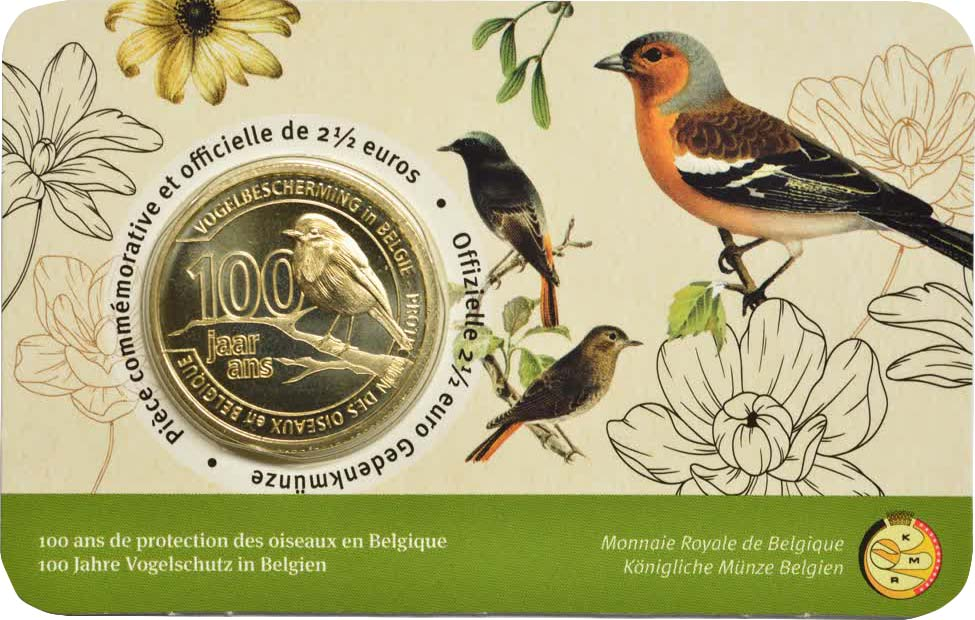 Pièce commémorative et officielle de 2½ euros
•
Offizielle 2½ euro Gedenkmünze
•
VOGELBESCHERMING in BELGIE
PROTECTION DES OISEAUX en BELGIQUE
100
jaar
ans
100 ans de protection des oiseaux en Belgique
100 Jahre Vogelschutz in Belgien
Monnaie Royale de Belgique
Königliche Münze Belgien
K
M
R